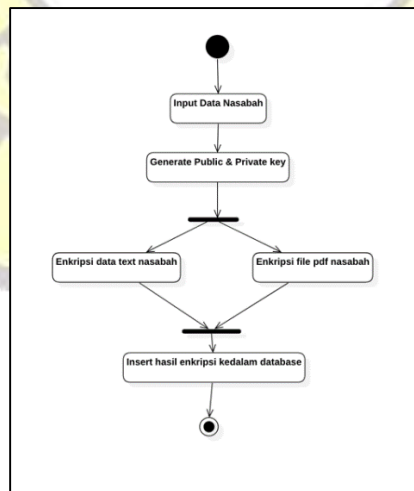 Input Data Nasabah
Generate Public & Private key
Enkripsi data text nasabah
Enkripsi file pdf nasabah
Insert hasil enkripsi kedalam database